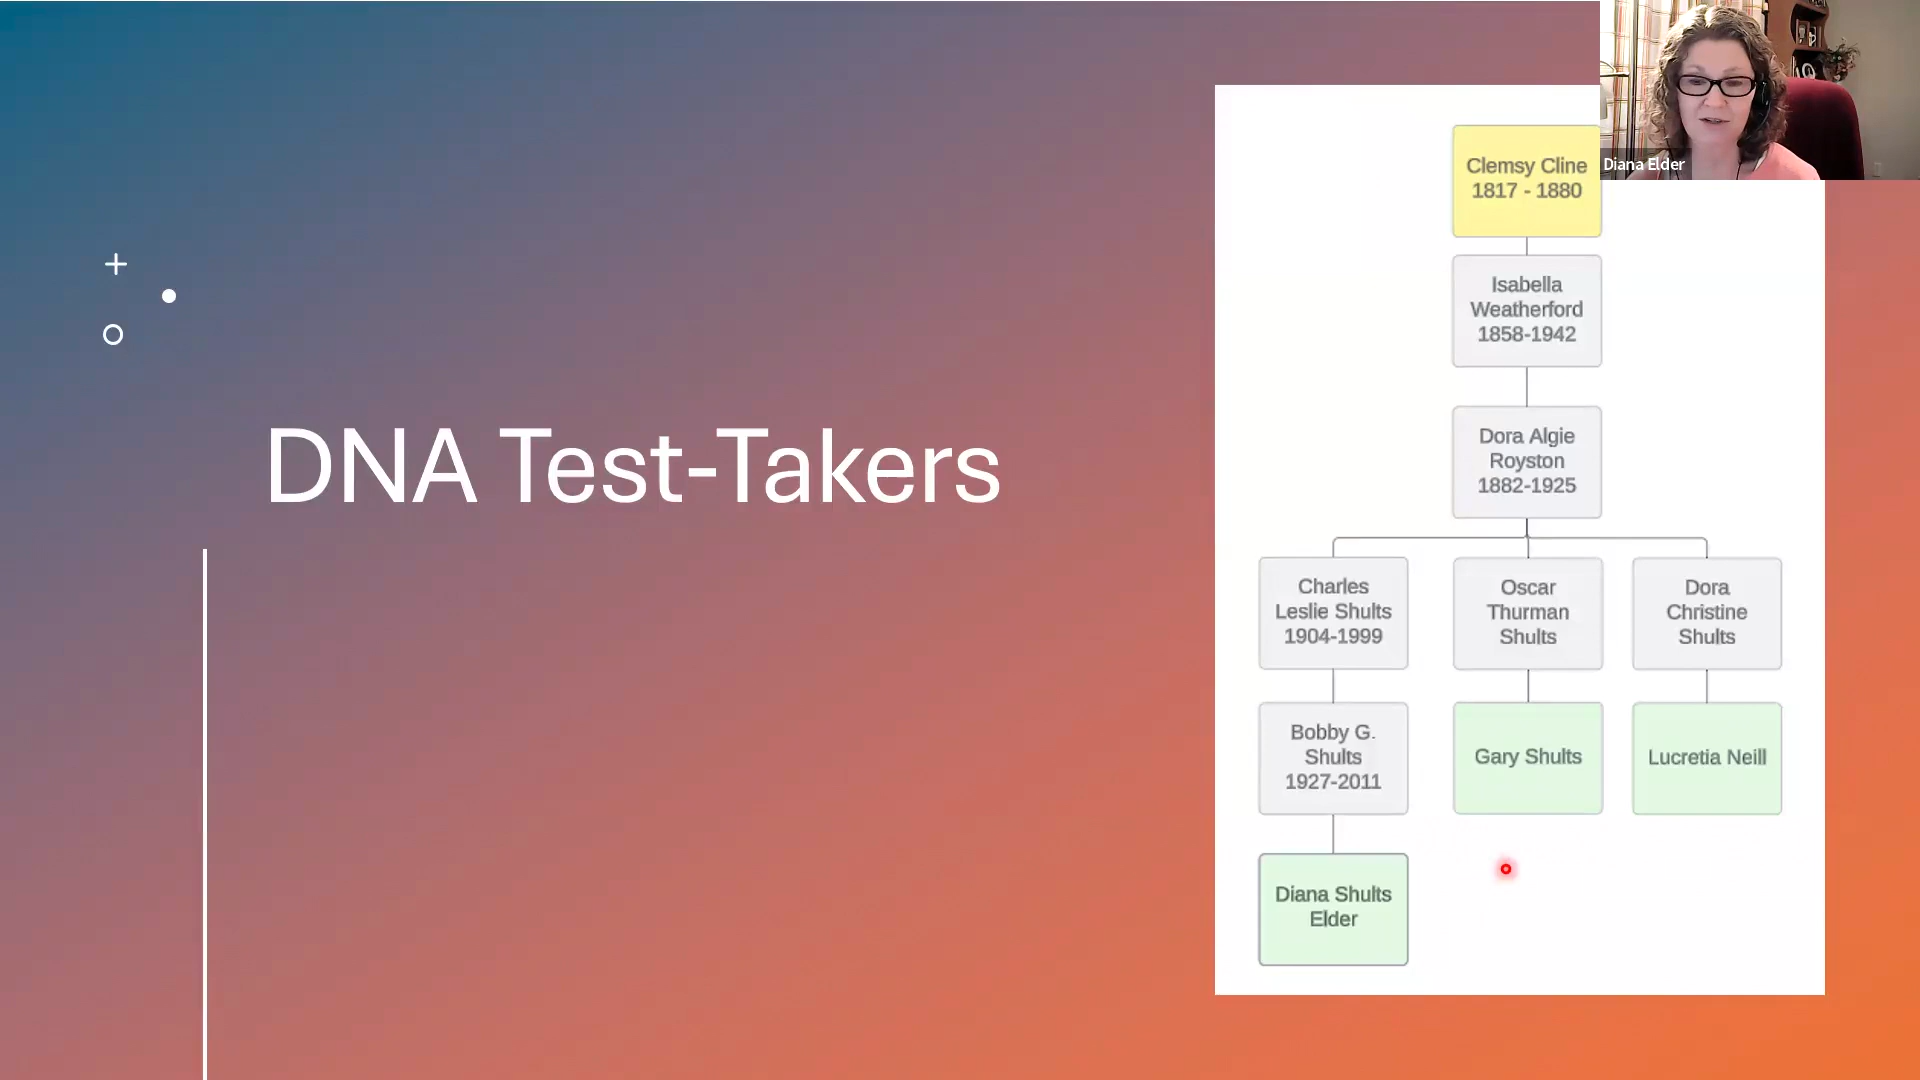 Diana Elder
DNA Test-Takers
Clemsy Cline
1817 - 1880
Isabella
Weatherford
1858-1942
Dora Algie
Royston
1882-1925
Charles
Leslie Shults
1904-1999
Oscar
Thurman
Shults
Dora
Christine
Shults
Bobby G.
Shults
1927-2011
Gary Shults
Lucretia Neill
Diana Shults
Elder